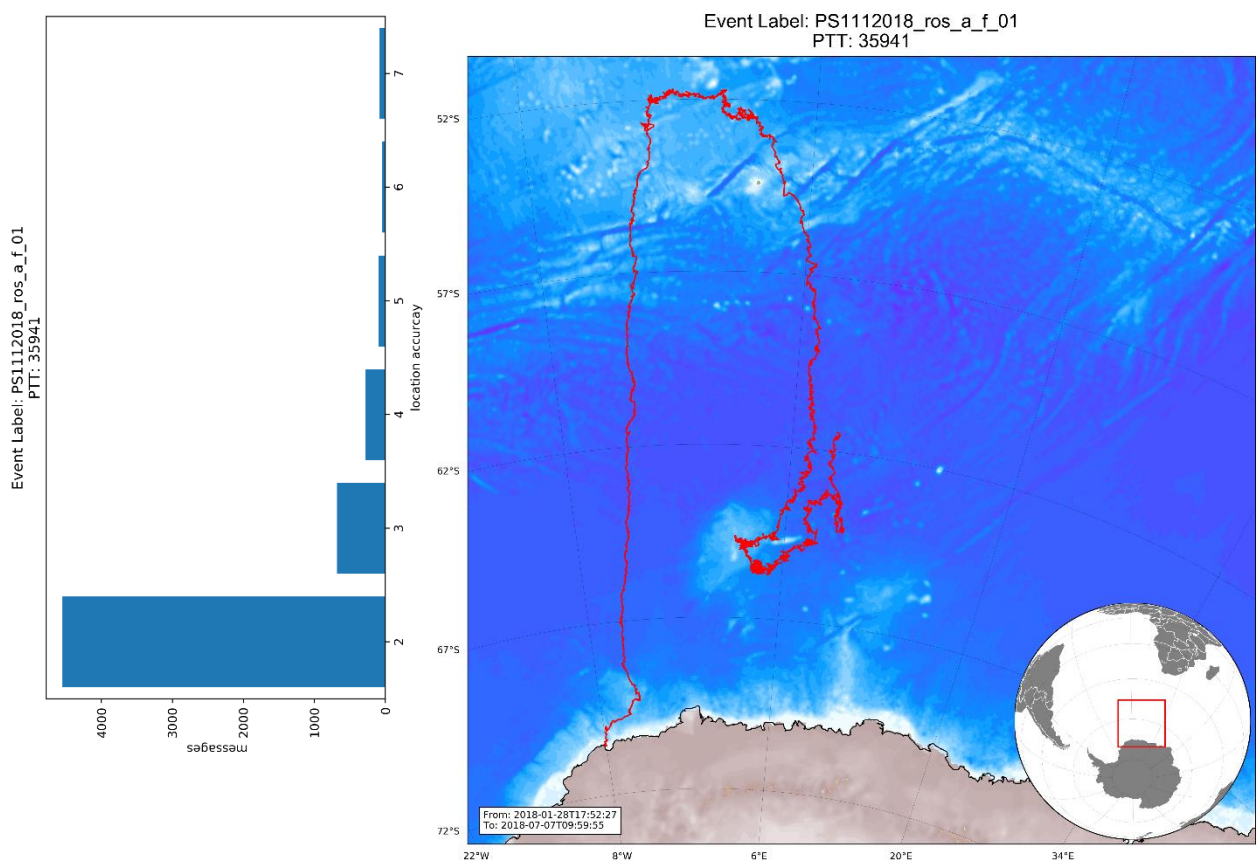 Event Label: PS1112018_ros_a_f_01
PTT: 35941
4000
3000
2000
1000
0
messages
2
3
4
5
6
7
location accurcay
Event Label: PS1112018_ros_a_f_01
PTT: 35941
52°S
57°S
62°S
67°S
72°S
22°W
8°W
6°E
20°E
34°E
From: 2018-01-28T17:52:27
To: 2018-07-07T09:59:55